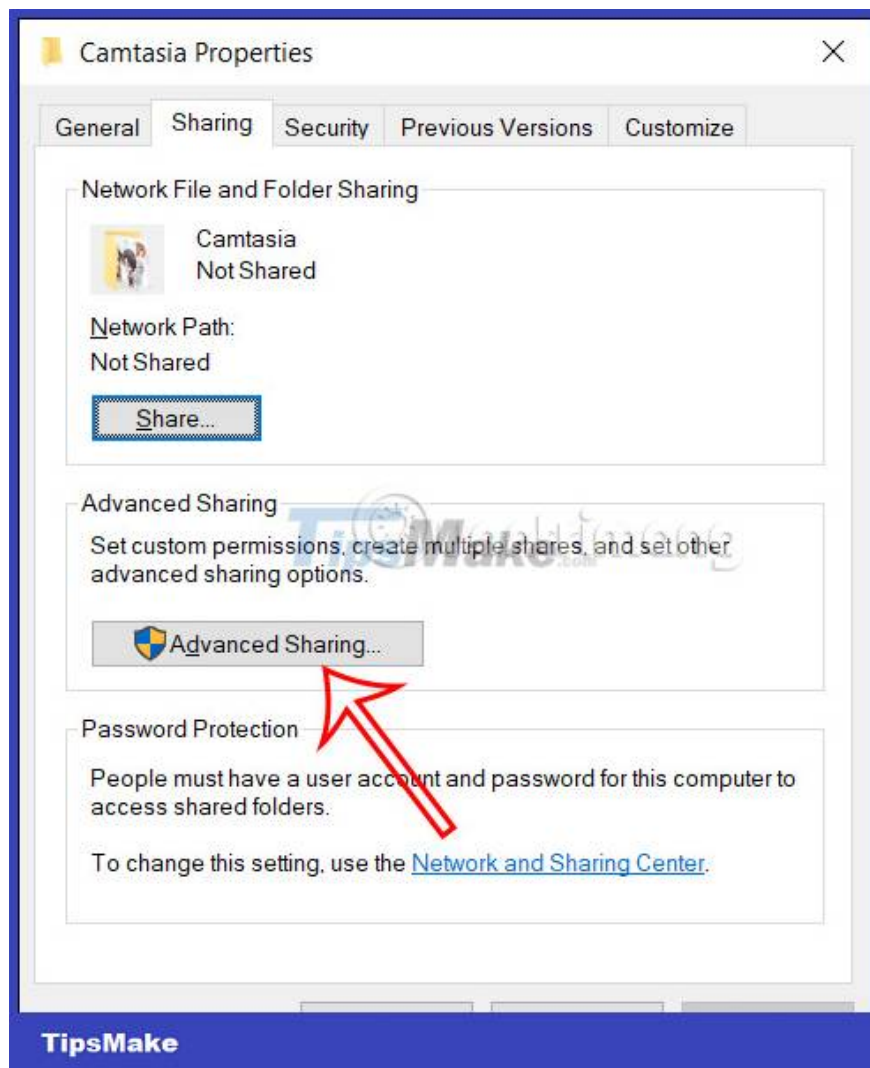 Camtasia Properties
General Sharing Security Previous Versions Customize
Network File and Folder Sharing
Camtasia
Not Shared
Network Path:
Not Shared
Share...
Advanced Sharing
TipsMake.com
Set custom permissions, create multiple shares, and set other
advanced sharing options.
Advanced Sharing...
Password Protection
People must have a user account and password for this computer to
access shared folders.
To change this setting, use the Network and Sharing Center.
TipsMake